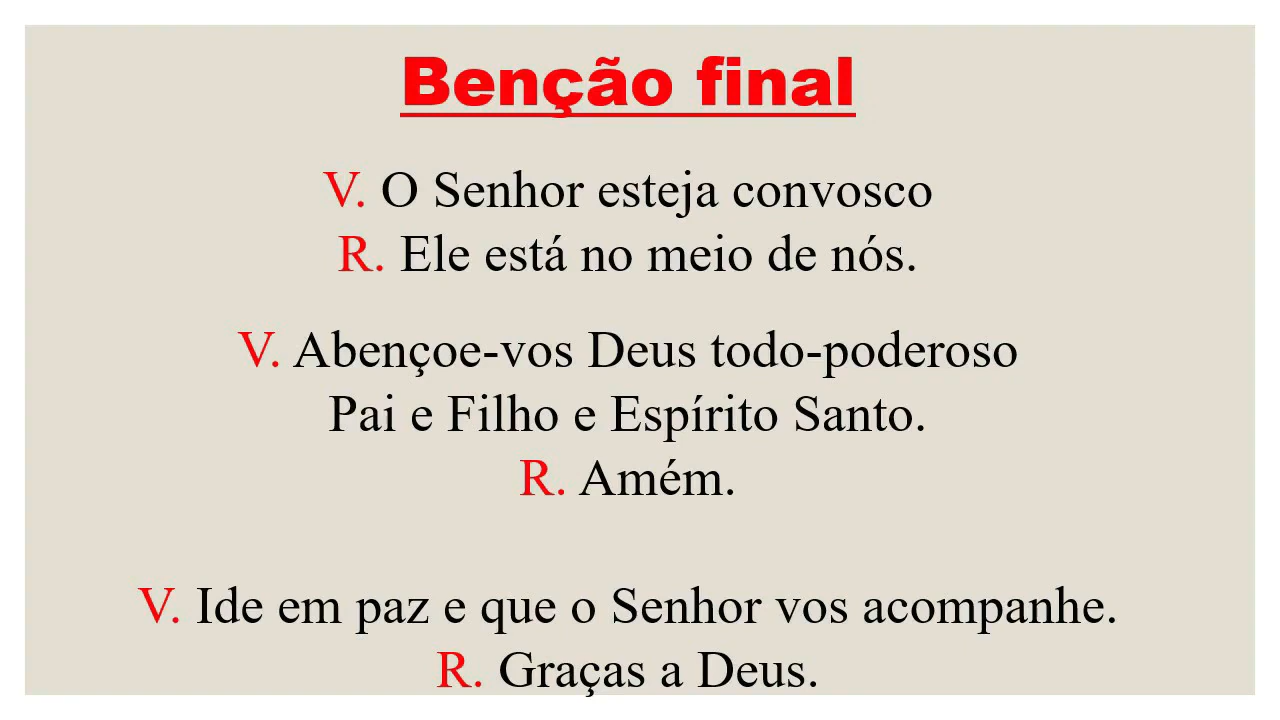 Benção final
V. O Senhor esteja convosco
R. Ele está no meio de nós.
V. Abençoe-vos Deus todo-poderoso
Pai e Filho e Espírito Santo.
R. Amém.
V. Ide em paz e que o Senhor vos acompanhe.
R. Graças a Deus.